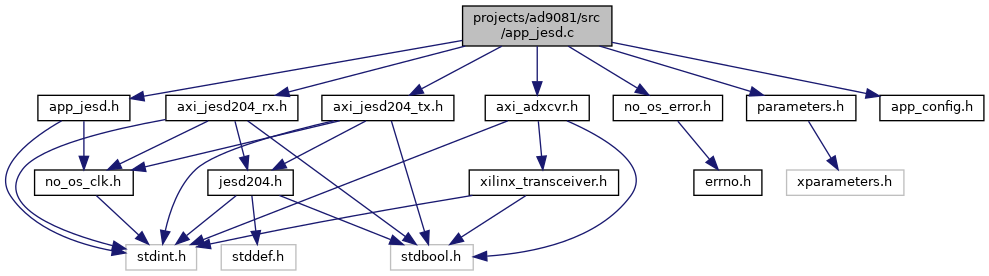 projects/ad9081/src
/app_jesd.c
app_jesd.h
axi_jesd204_rx.h
axi_jesd204_tx.h
axi_adxcvr.h
no_os_error.h
parameters.h
app_config.h
no_os_clk.h
jesd204.h
xilinx_transceiver.h
errno.h
xparameters.h
stdint.h
stddef.h
stdbool.h